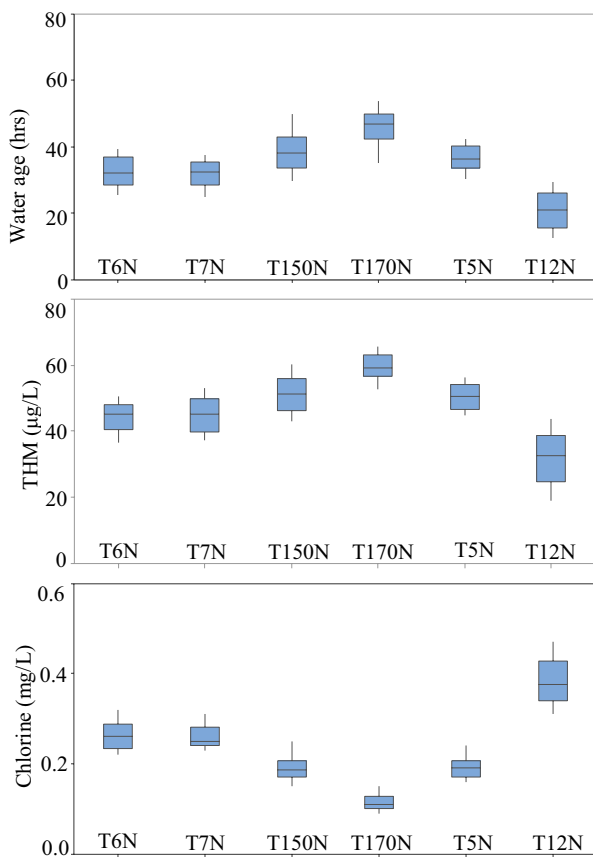 80
60
40
20
0
Water age (hrs)
T6N T7N T150N T170N T5N T12N
80
60
40
20
0
THM (µg/L)
T6N T7N T150N T170N T5N T12N
0.6
0.4
0.2
0.0
Chlorine (mg/L)
T6N T7N T150N T170N T5N T12N